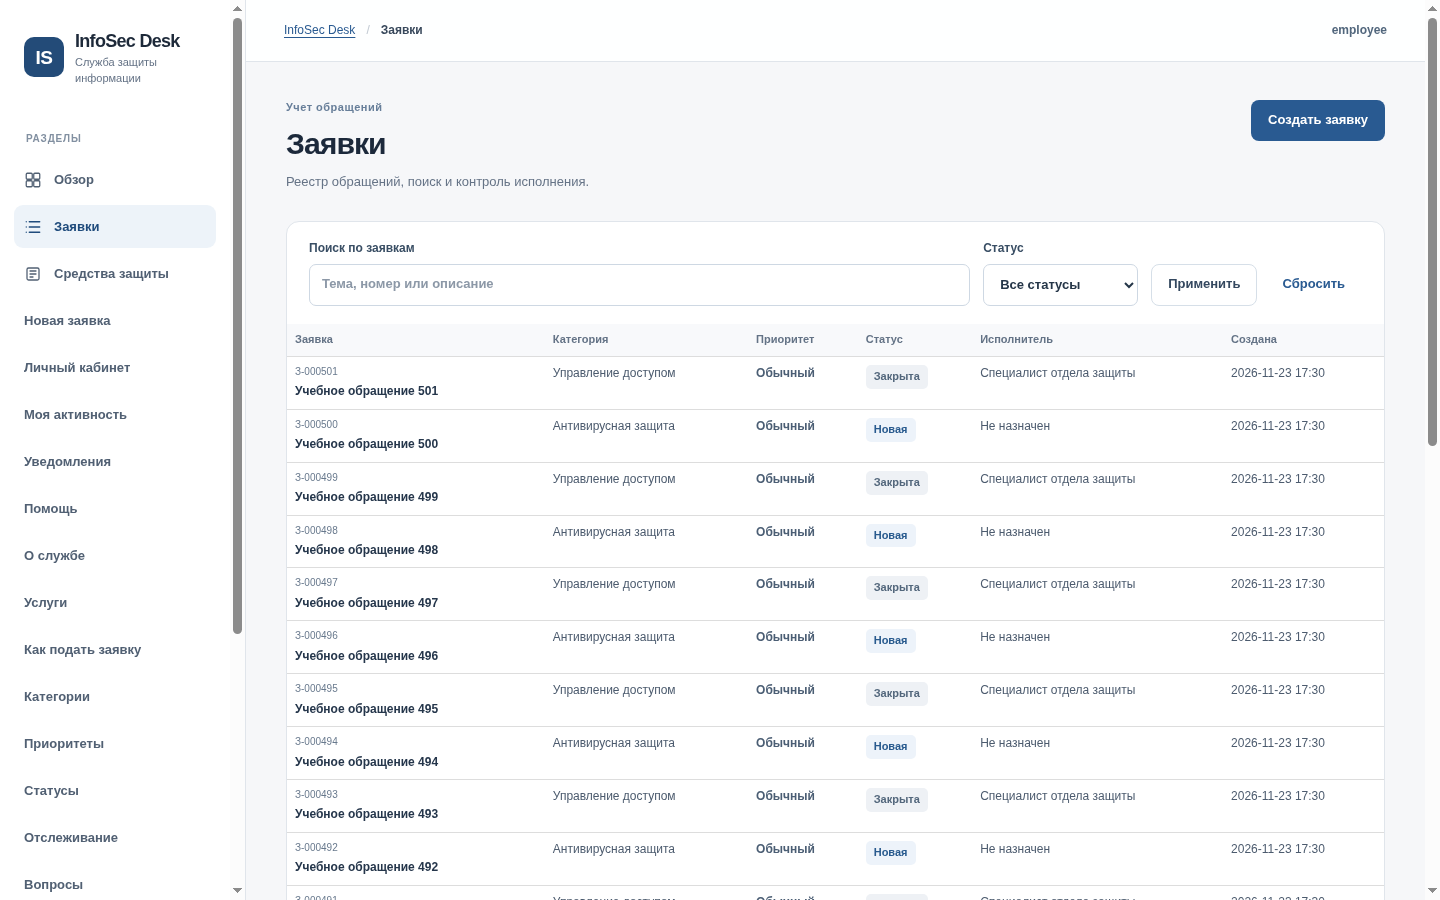 IS
InfoSec Desk
Служба защиты
информации
РАЗДЕЛЫ
Обзор
Заявки
Средства защиты
Новая заявка
Личный кабинет
Моя активность
Уведомления
Помощь
О службе
Услуги
Как подать заявку
Категории
Приоритеты
Статусы
Отслеживание
Вопросы
InfoSec Desk / Заявки
employee
Учет обращений
Заявки
Реестр обращений, поиск и контроль исполнения.
Создать заявку
Поиск по заявкам
Статус
Тема, номер или описание
Все статусы
Применить
Сбросить
Заявка Категория Приоритет Статус Исполнитель Создана
З-000501 Управление доступом Обычный Закрыта Специалист отдела защиты 2026-11-23 17:30
Учебное обращение 501
З-000500 Антивирусная защита Обычный Новая Не назначен 2026-11-23 17:30
Учебное обращение 500
З-000499 Управление доступом Обычный Закрыта Специалист отдела защиты 2026-11-23 17:30
Учебное обращение 499
З-000498 Антивирусная защита Обычный Новая Не назначен 2026-11-23 17:30
Учебное обращение 498
З-000497 Управление доступом Обычный Закрыта Специалист отдела защиты 2026-11-23 17:30
Учебное обращение 497
З-000496 Антивирусная защита Обычный Новая Не назначен 2026-11-23 17:30
Учебное обращение 496
З-000495 Управление доступом Обычный Закрыта Специалист отдела защиты 2026-11-23 17:30
Учебное обращение 495
З-000494 Антивирусная защита Обычный Новая Не назначен 2026-11-23 17:30
Учебное обращение 494
З-000493 Управление доступом Обычный Закрыта Специалист отдела защиты 2026-11-23 17:30
Учебное обращение 493
З-000492 Антивирусная защита Обычный Новая Не назначен 2026-11-23 17:30
Учебное обращение 492